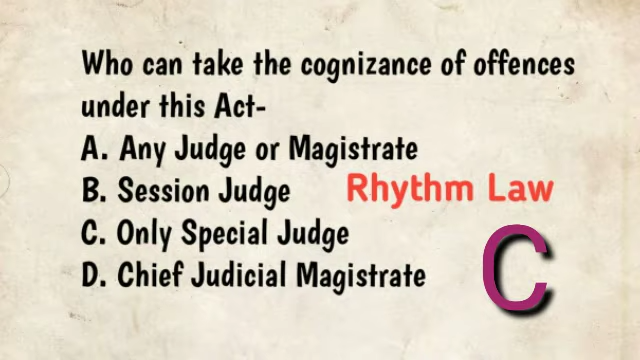 Who can take the cognizance of offences
under this Act-
A. Any Judge or Magistrate
B. Session Judge
Rhythm Law
C. Only Special Judge
D. Chief Judicial Magistrate
C